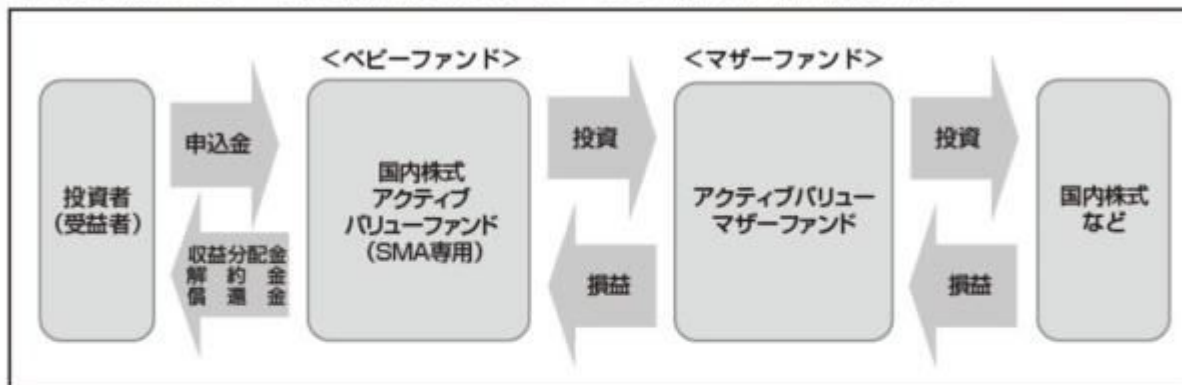 <ベビーファンド>
<マザーファンド>
投資者
(受益者)
申込金
収益分配金
解約金
償還金
国内株式
アクティブ
バリューファンド
(SMA専用)
投資
損益
アクティブバリュー
マザーファンド
投資
損益
国内株式
など